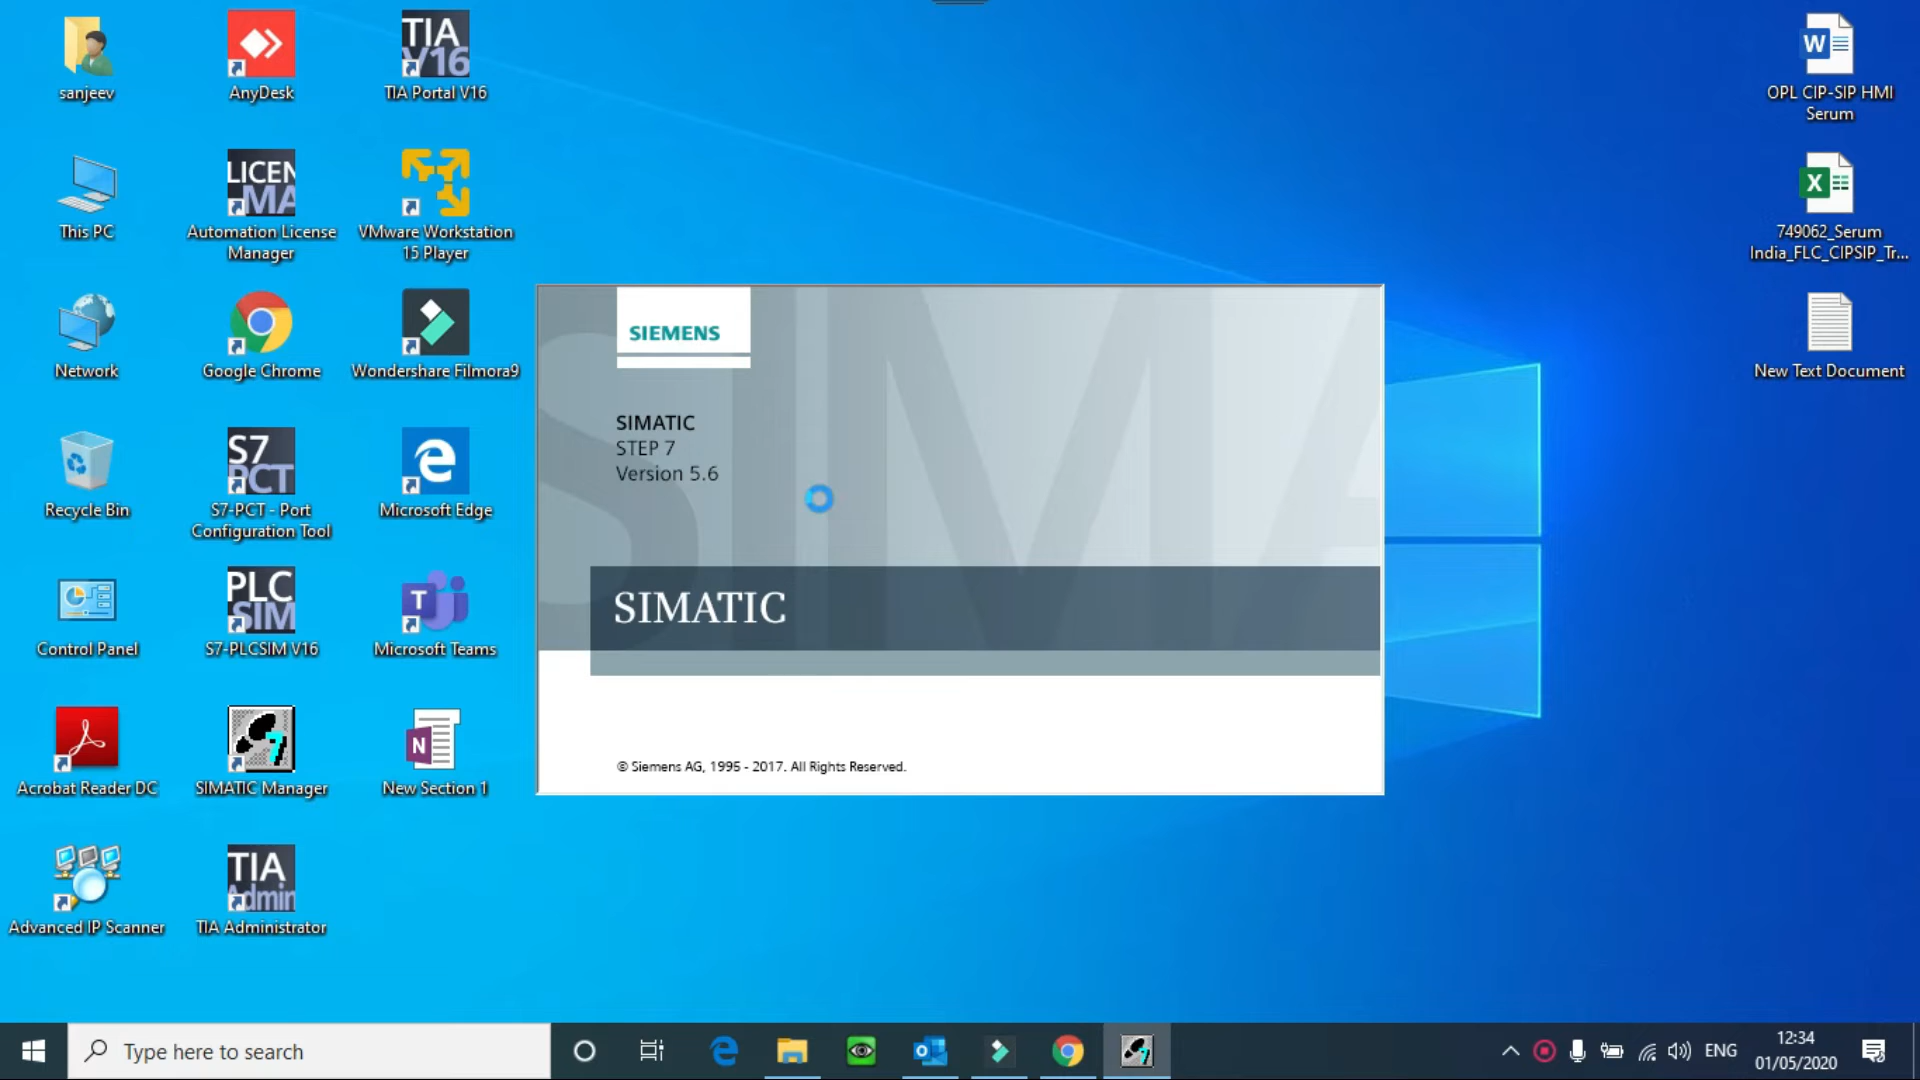 sanjeev
AnyDesk
TIA
V16
TIA Portal V16
This PC
LICEN
MA
Automation License
Manager
VMware Workstation
15 Player
Network
Google Chrome
Wondershare Filmora9
Recycle Bin
S7
PCT
S7-PCT - Port
Configuration Tool
Microsoft Edge
Control Panel
PLC
SIM
S7-PLCSIM V16
T
Microsoft Teams
Acrobat Reader DC
7
SIMATIC Manager
N
New Section 1
Advanced IP Scanner
TIA
Admin
TIA Administrator
SIEMENS
SIMATIC
STEP 7
Version 5.6
SIMA
SIMATIC
© Siemens AG, 1995 - 2017. All Rights Reserved.
W
OPL CIP-SIP HMI
Serum
X
749062_Serum
India_FLC_CIPSIP_Tr...
New Text Document
Type here to search
7
ENG
12:34
01/05/2020